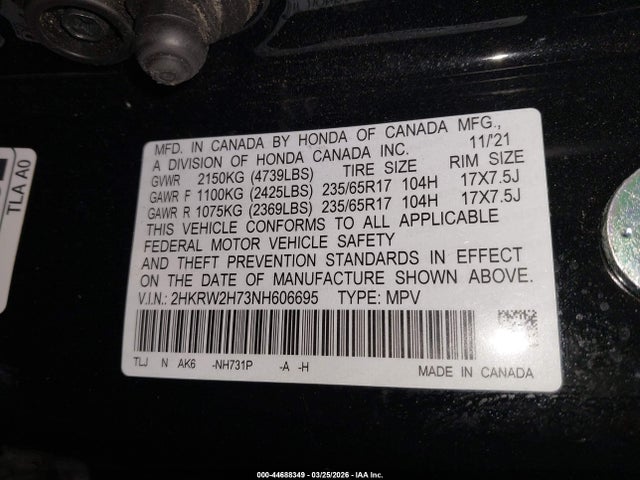 MFD. IN CANADA BY HONDA OF CANADA MFG.,
A DIVISION OF HONDA CANADA INC. 11/'21
GVWR 2150KG (4739LBS) TIRE SIZE RIM SIZE
GAWR F 1100KG (2425LBS) 235/65R17 104H 17X7.5J
GAWR R 1075KG (2369LBS) 235/65R17 104H 17X7.5J
THIS VEHICLE CONFORMS TO ALL APPLICABLE
FEDERAL MOTOR VEHICLE SAFETY
AND THEFT PREVENTION STANDARDS IN EFFECT
ON THE DATE OF MANUFACTURE SHOWN ABOVE.
V.I.N.: 2HKRW2H73NH606695 TYPE: MPV
TLJ N AK6 -NH731P -A -H
MADE IN CANADA
TLA A0
000-44688349 - 03/25/2026 - IAA Inc.